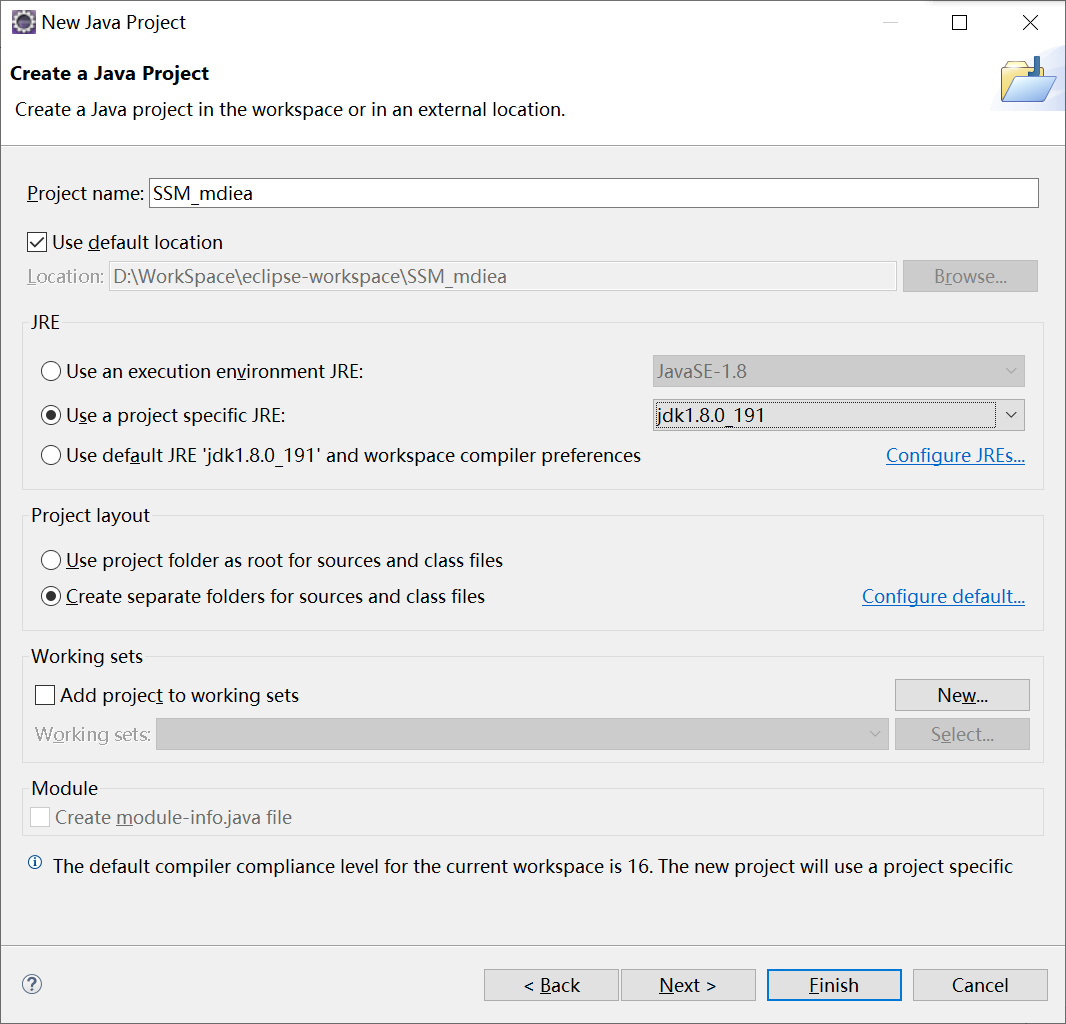 New Java Project
Create a Java Project
Create a Java project in the workspace or in an external location.
Project name: SSM_mdiea
Use default location
Location: D:\WorkSpace\eclipse-workspace\SSM_mdiea Browse...
JRE
Use an execution environment JRE: JavaSE-1.8
Use a project specific JRE: jdk1.8.0_191
Use default JRE 'jdk1.8.0_191' and workspace compiler preferences Configure JREs...
Project layout
Use project folder as root for sources and class files
Create separate folders for sources and class files Configure default...
Working sets
Add project to working sets New...
Working sets: Select...
Module
Create module-info.java file
The default compiler compliance level for the current workspace is 16. The new project will use a project specific
< Back Next > Finish Cancel